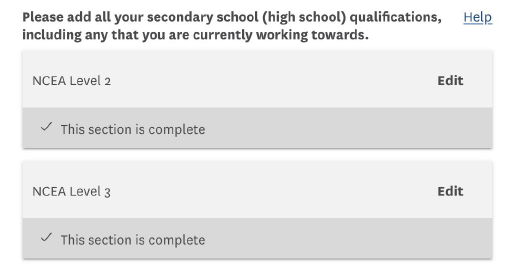 Please add all your secondary school (high school) qualifications, Help
including any that you are currently working towards.
NCEA Level 2 Edit
✓ This section is complete
NCEA Level 3 Edit
✓ This section is complete